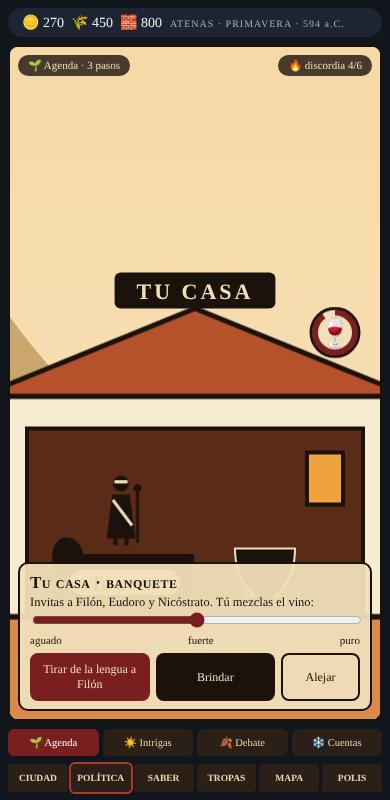 🪙 270 🌾 450 🧱 800 ATENAS · PRIMAVERA · 594 a.C.
🌱 Agenda · 3 pasos
🔥 discordia 4/6
TU CASA
Tu casa · banquete
Invitas a Filón, Eudoro y Nicóstrato. Tú mezclas el vino:
aguado fuerte puro
Tirar de la lengua a
Filón
Brindar
Alejar
🌱 Agenda ☀️ Intrigas 🍂 Debate ❄️ Cuentas
CIUDAD POLÍTICA SABER TROPAS MAPA POLIS